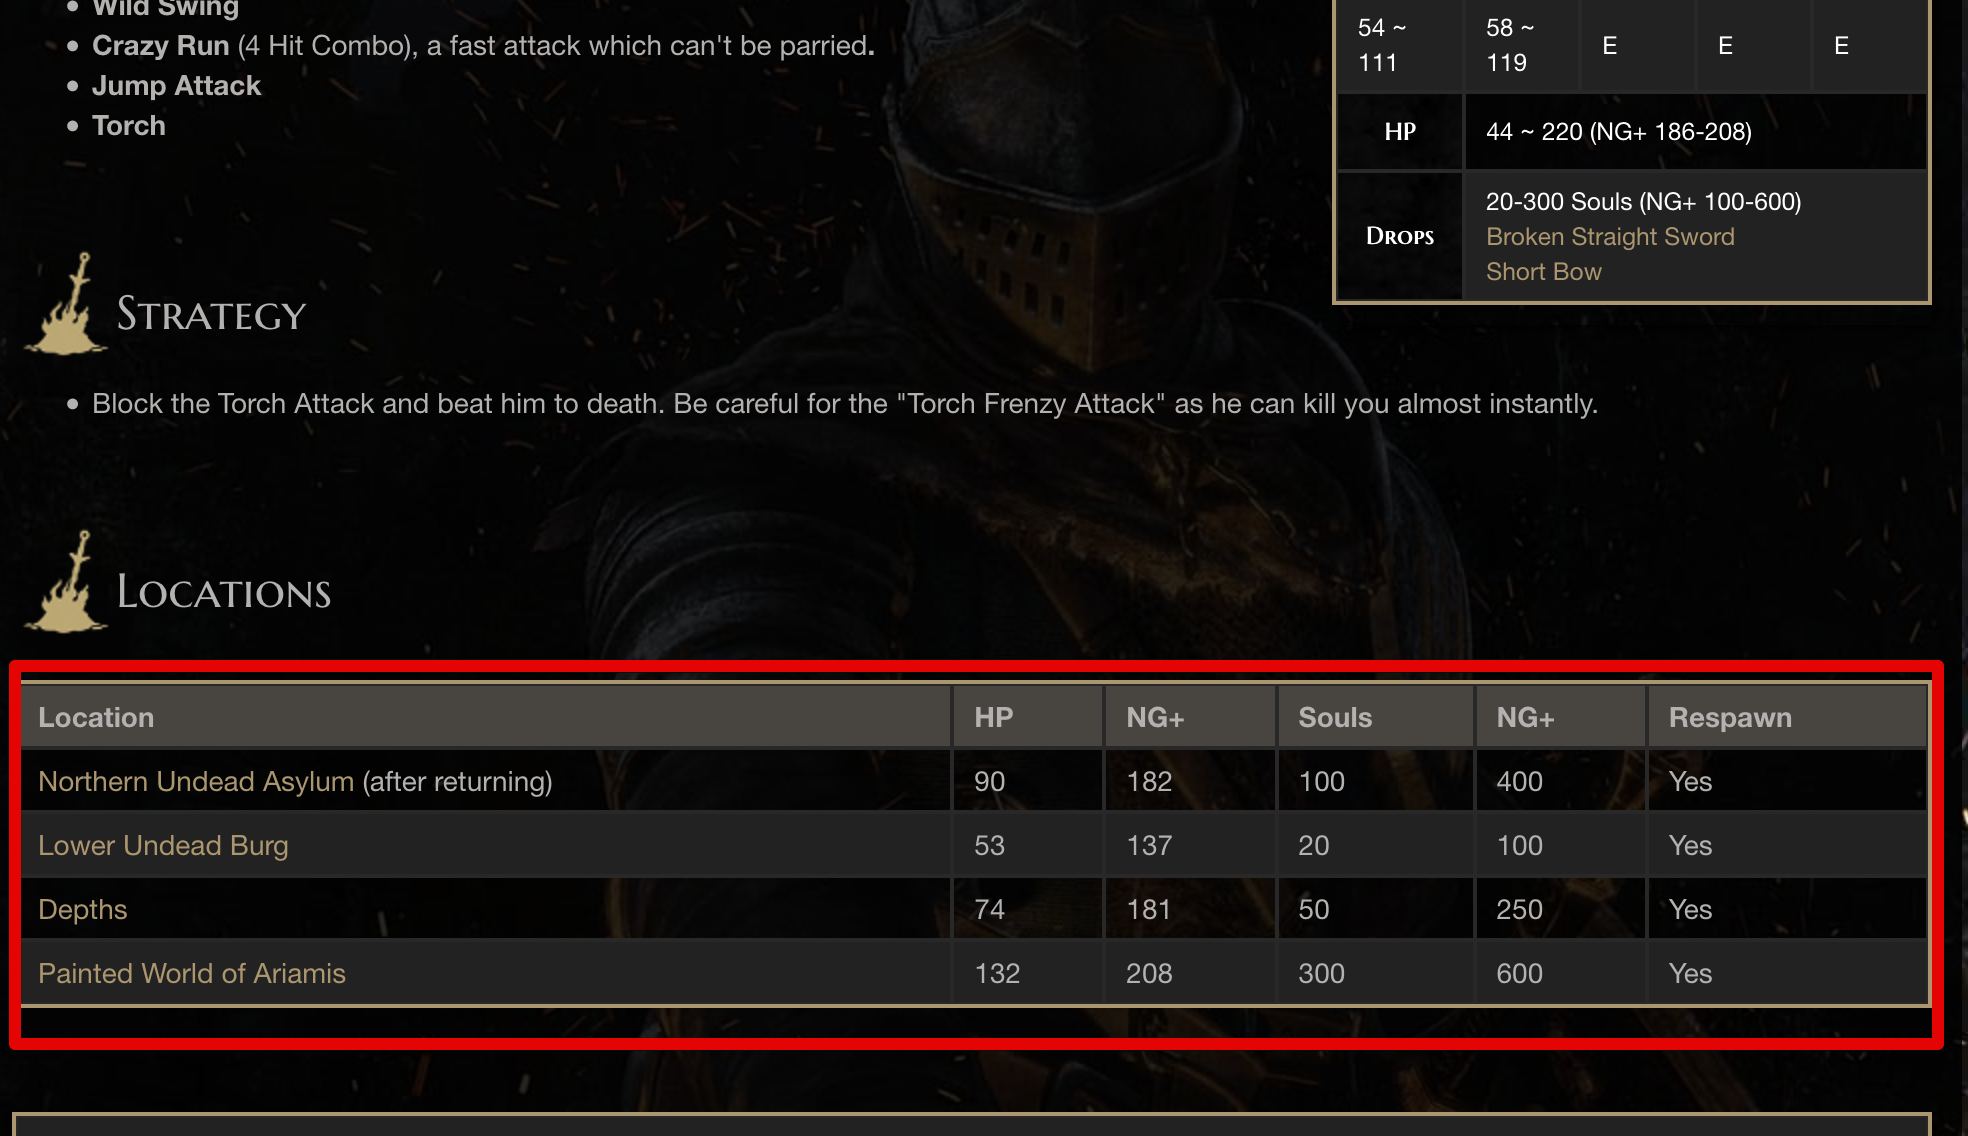 Wild Swing
Crazy Run (4 Hit Combo), a fast attack which can't be parried.
Jump Attack
Torch
54 ~ 111 58 ~ 119 E E E
HP 44 ~ 220 (NG+ 186-208)
Drops 20-300 Souls (NG+ 100-600)
Broken Straight Sword
Short Bow
Strategy
Block the Torch Attack and beat him to death. Be careful for the "Torch Frenzy Attack" as he can kill you almost instantly.
Locations
Location HP NG+ Souls NG+ Respawn
Northern Undead Asylum (after returning) 90 182 100 400 Yes
Lower Undead Burg 53 137 20 100 Yes
Depths 74 181 50 250 Yes
Painted World of Ariamis 132 208 300 600 Yes